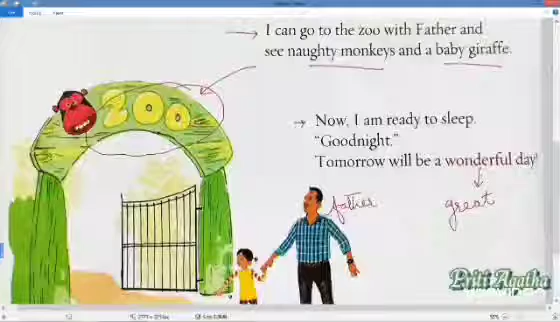 I can go to the zoo with Father and
see naughty monkeys and a baby giraffe.
ZOO
Now, I am ready to sleep.
"Goodnight."
Tomorrow will be a wonderful day!
father
great
Priti Agatha